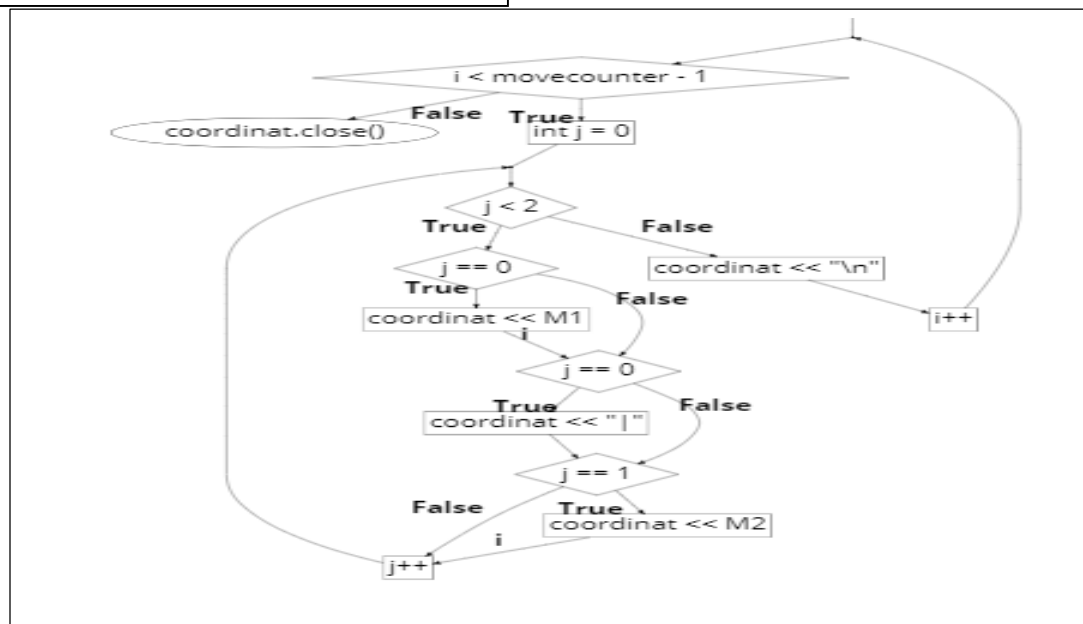 i < movecounter - 1
False
True
coordinat.close()
int j = 0
j < 2
True
False
j == 0
coordinat << "\n"
True
False
coordinat << M1
i++
i
j == 0
True
False
coordinat << "|"
j == 1
False
True
coordinat << M2
i
j++